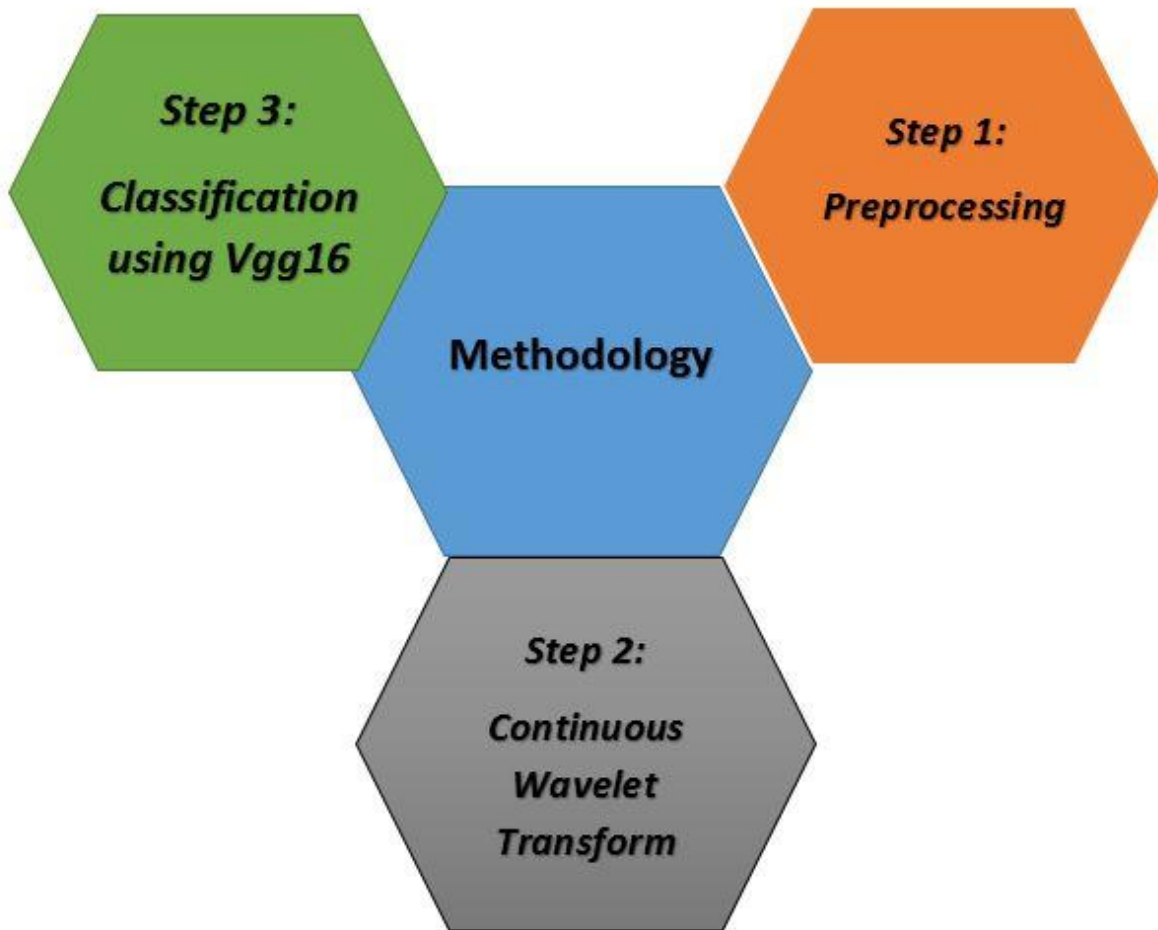 Step 3:
Classification
using Vgg16
Step 1:
Preprocessing
Methodology
Step 2:
Continuous
Wavelet
Transform